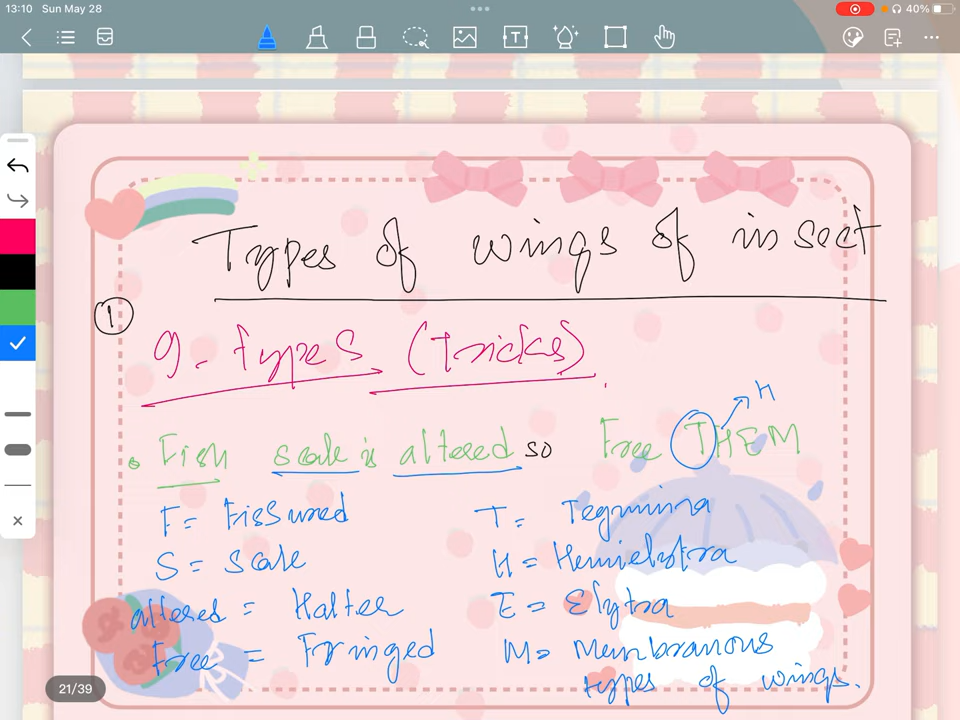 13:10 Sun May 28
40%
Types of wings of insect
1
9. types (tricks)
H
Fish scale is altered so Free THEM
F = Fissured
T = Tegmina
S = Scale
H = Hemielytra
altered = Halter
E = Elytra
Free = Fringed
M = Membranous
types of wings.
21/39